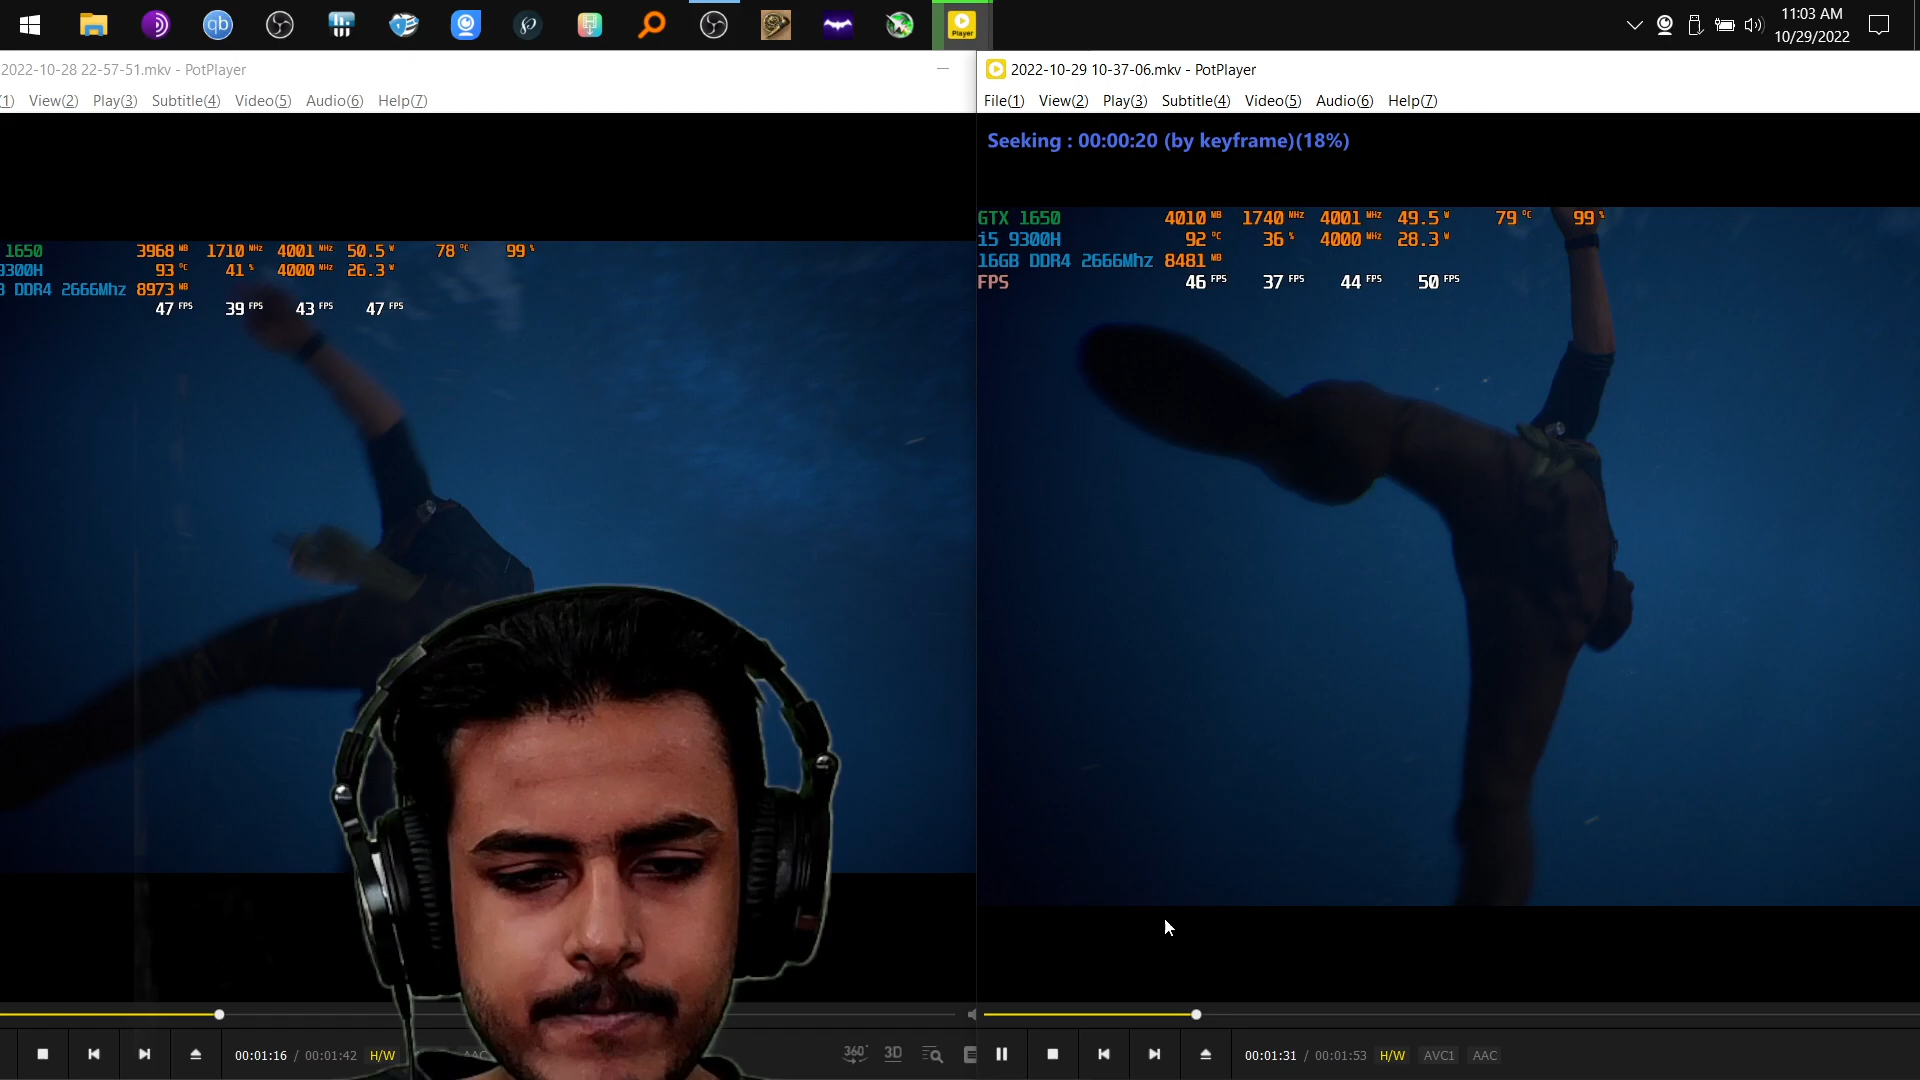 11:03 AM
10/29/2022
Player
2022-10-28 22-57-51.mkv - PotPlayer
(1) View(2) Play(3) Subtitle(4) Video(5) Audio(6) Help(7)
1650 3968 MB 1710 MHz 4001 MHz 50.5 W 78 °C 99 %
9300H 93 °C 41 % 4000 MHz 26.3 W
DDR4 2666Mhz 8973 MB
47 FPS 39 FPS 43 FPS 47 FPS
00:01:16 / 00:01:42 H/W AAC
360° 3D
2022-10-29 10-37-06.mkv - PotPlayer
File(1) View(2) Play(3) Subtitle(4) Video(5) Audio(6) Help(7)
Seeking : 00:00:20 (by keyframe)(18%)
GTX 1650 4010 MB 1740 MHz 4001 MHz 49.5 W 79 °C 99 %
i5 9300H 92 °C 36 % 4000 MHz 28.3 W
16GB DDR4 2666Mhz 8481 MB
FPS 46 FPS 37 FPS 44 FPS 50 FPS
00:01:31 / 00:01:53 H/W AVC1 AAC